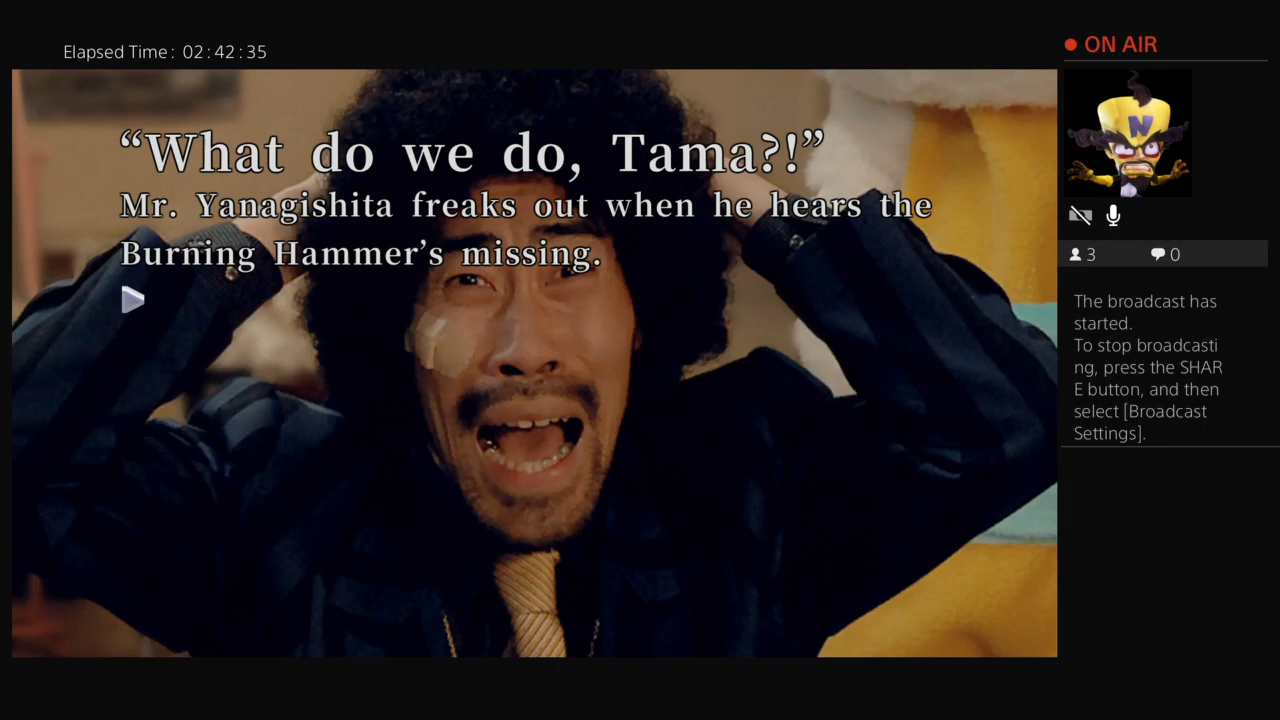 Elapsed Time: 02:42:35
ON AIR
“What do we do, Tama?!”
Mr. Yanagishita freaks out when he hears the
Burning Hammer’s missing.
N
3
0
The broadcast has
started.
To stop broadcasti
ng, press the SHAR
E button, and then
select [Broadcast
Settings].